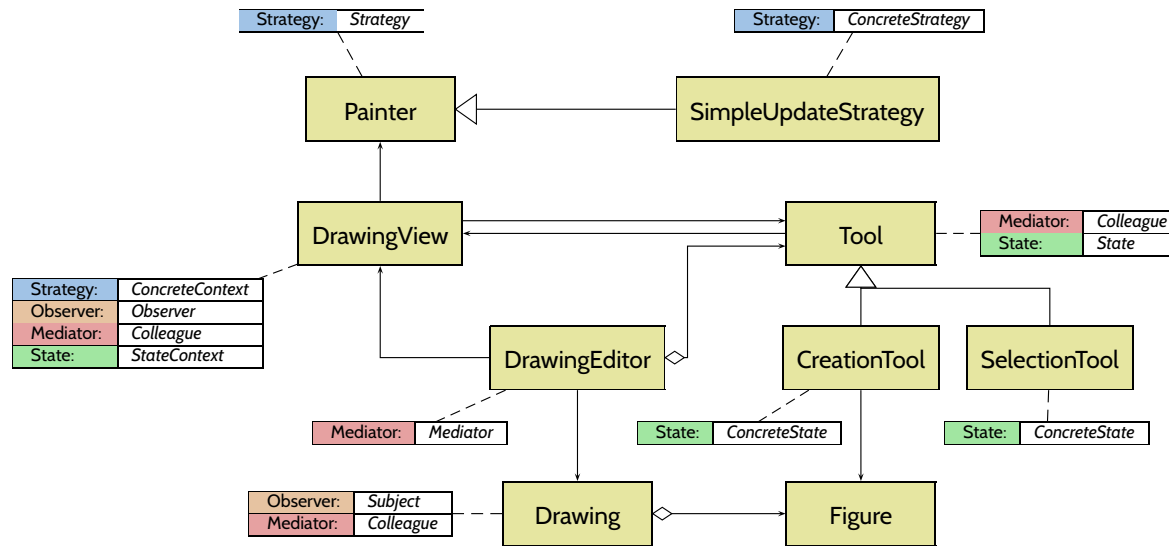 Strategy: Strategy
Strategy: ConcreteStrategy
Painter
SimpleUpdateStrategy
DrawingView
Tool
Mediator: Colleague
State: State
Strategy: ConcreteContext
Observer: Observer
Mediator: Colleague
State: StateContext
DrawingEditor
CreationTool
SelectionTool
Mediator: Mediator
State: ConcreteState
State: ConcreteState
Observer: Subject
Mediator: Colleague
Drawing
Figure